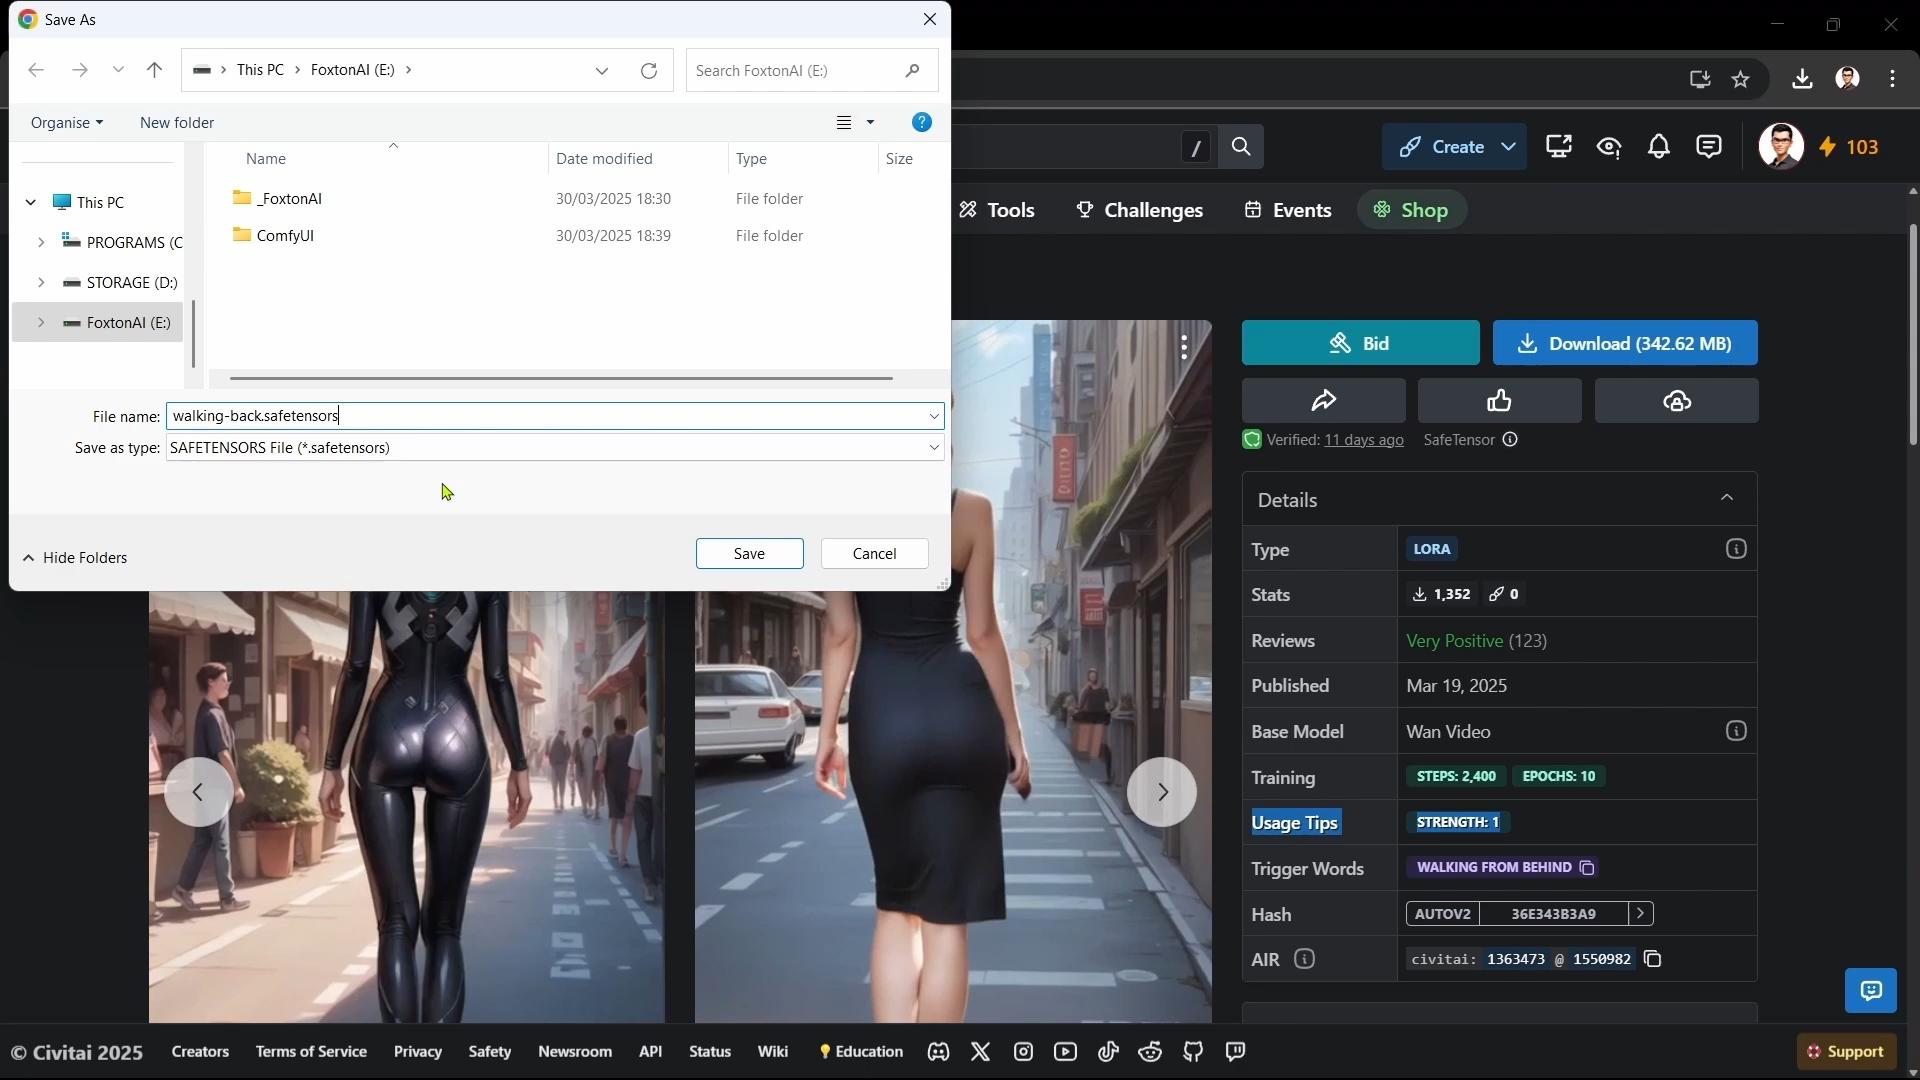 Save As
This PC > FoxtonAI (E:) >
Search FoxtonAI (E:)
Organise
New folder
Name
Date modified
Type
Size
This PC
PROGRAMS (C
STORAGE (D:)
FoxtonAI (E:)
_FoxtonAI 30/03/2025 18:30 File folder
ComfyUI 30/03/2025 18:39 File folder
File name: walking-back.safetensors
Save as type: SAFETENSORS File (*.safetensors)
Hide Folders
Save
Cancel
/
Create
103
Tools
Challenges
Events
Shop
Bid
Download (342.62 MB)
Verified: 11 days ago SafeTensor
Details
Type LORA
Stats 1,352 0
Reviews Very Positive (123)
Published Mar 19, 2025
Base Model Wan Video
Training STEPS: 2,400 EPOCHS: 10
Usage Tips STRENGTH: 1
Trigger Words WALKING FROM BEHIND
Hash AUTOV2 36E343B3A9
AIR civitai: 1363473 @ 1550982
© Civitai 2025
Creators
Terms of Service
Privacy
Safety
Newsroom
API
Status
Wiki
Education
Support